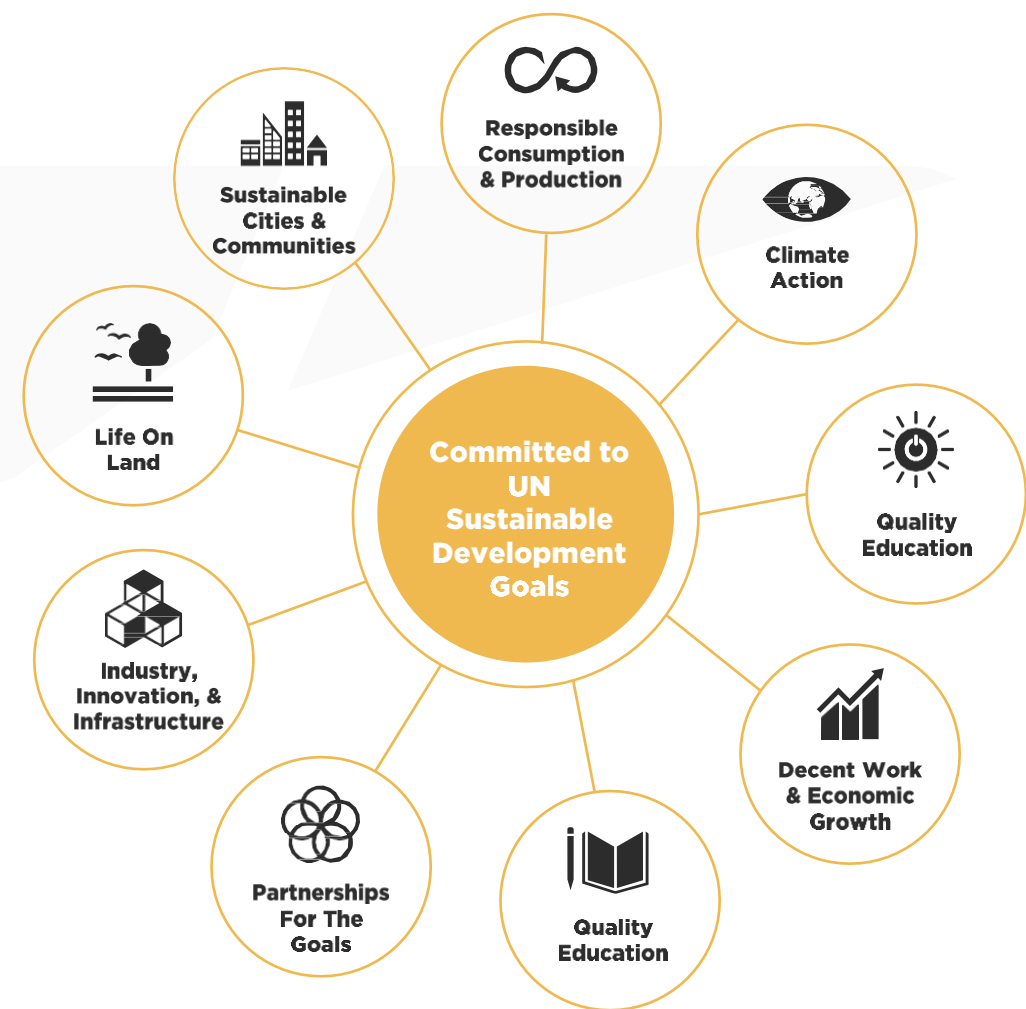 Responsible
Consumption
& Production
Sustainable
Cities &
Communities
Climate
Action
Life On
Land
Committed to
UN
Sustainable
Development
Goals
Quality
Education
Industry,
Innovation, &
Infrastructure
Decent Work
& Economic
Growth
Partnerships
For The
Goals
Quality
Education